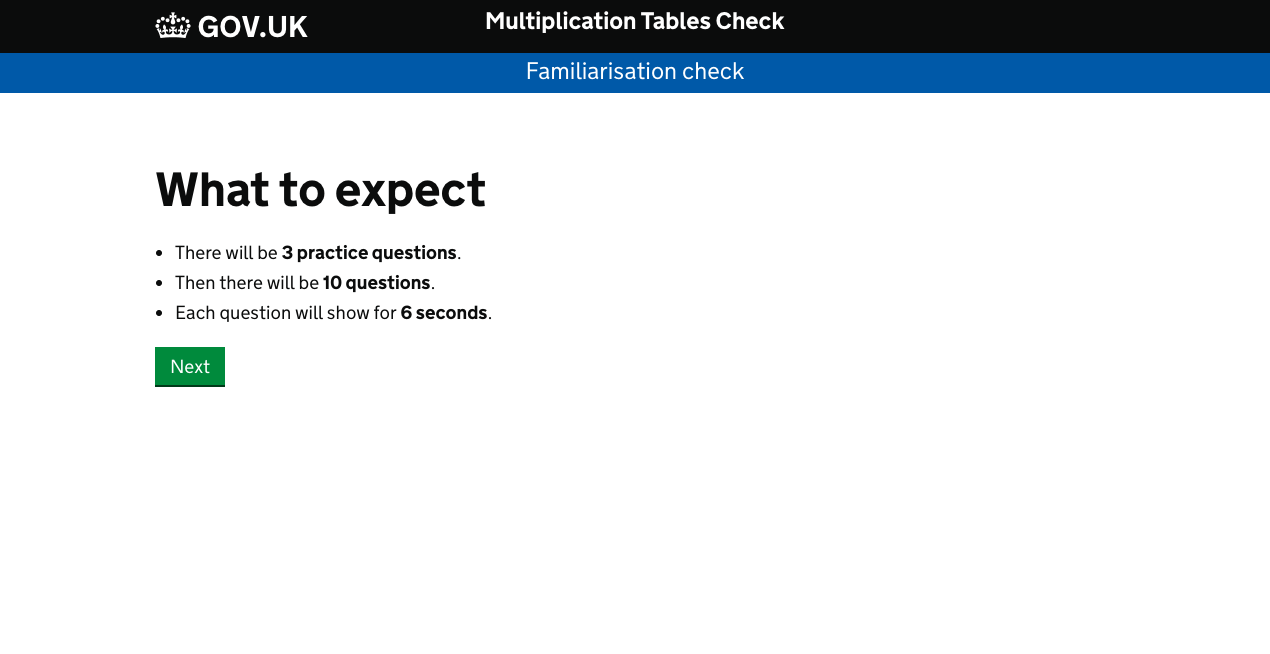 GOV.UK
Multiplication Tables Check
Familiarisation check
What to expect
There will be 3 practice questions.
Then there will be 10 questions.
Each question will show for 6 seconds.
Next